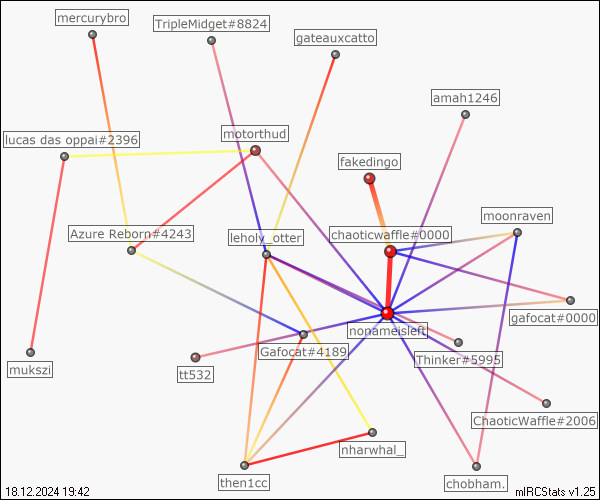 mercurybro
TripleMidget#8824
gateauxcatto
amah1246
lucas das oppai#2396
motorthud
fakedingo
moonraven
Azure Reborn#4243
leholy_otter
chaoticwaffle#0000
gafocat#0000
nonameisleft
Gafocat#4189
Thinker#5995
mukszi
tt532
ChaoticWaffle#2006
nharwhal_
then1cc
chobham.
18.12.2024 19:42
mIRCStats v1.25